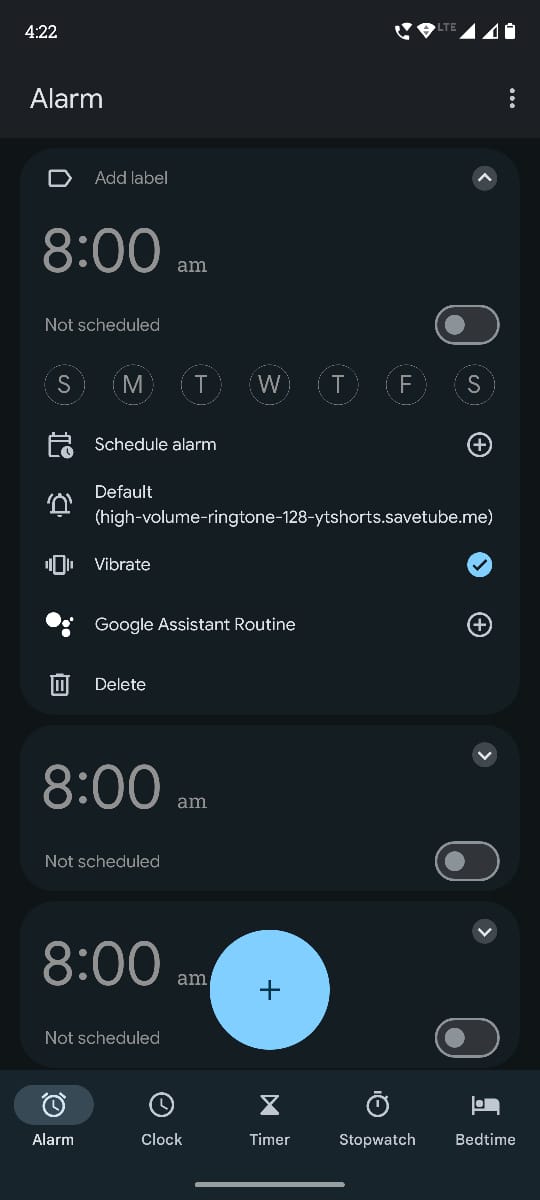 4:22
LTE
Alarm
Add label
8:00 am
Not scheduled
S M T W T F S
Schedule alarm
Default
(high-volume-ringtone-128-ytshorts.savetube.me)
Vibrate
Google Assistant Routine
Delete
8:00 am
Not scheduled
8:00 am
+
Not scheduled
Alarm Clock Timer Stopwatch Bedtime